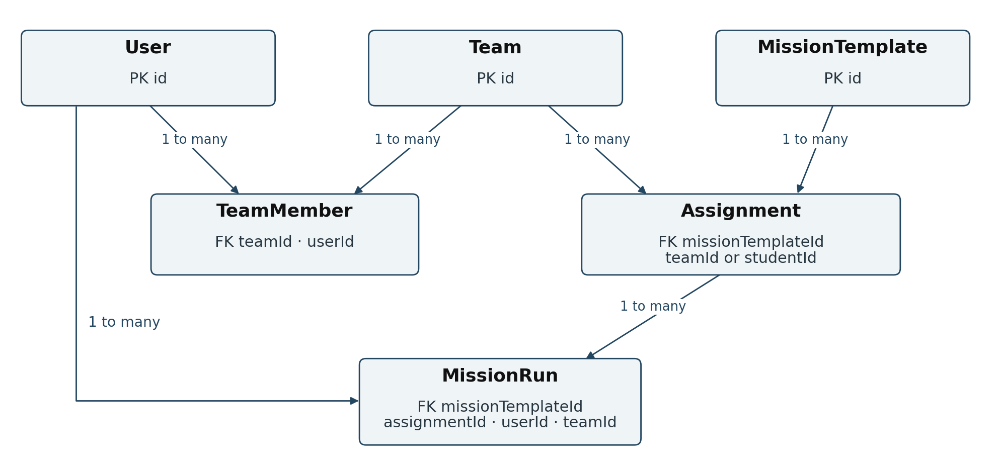 User
PK id
Team
PK id
MissionTemplate
PK id
1 to many
1 to many
1 to many
1 to many
TeamMember
FK teamId · userId
Assignment
FK missionTemplateId
teamId or studentId
1 to many
1 to many
MissionRun
FK missionTemplateId
assignmentId · userId · teamId